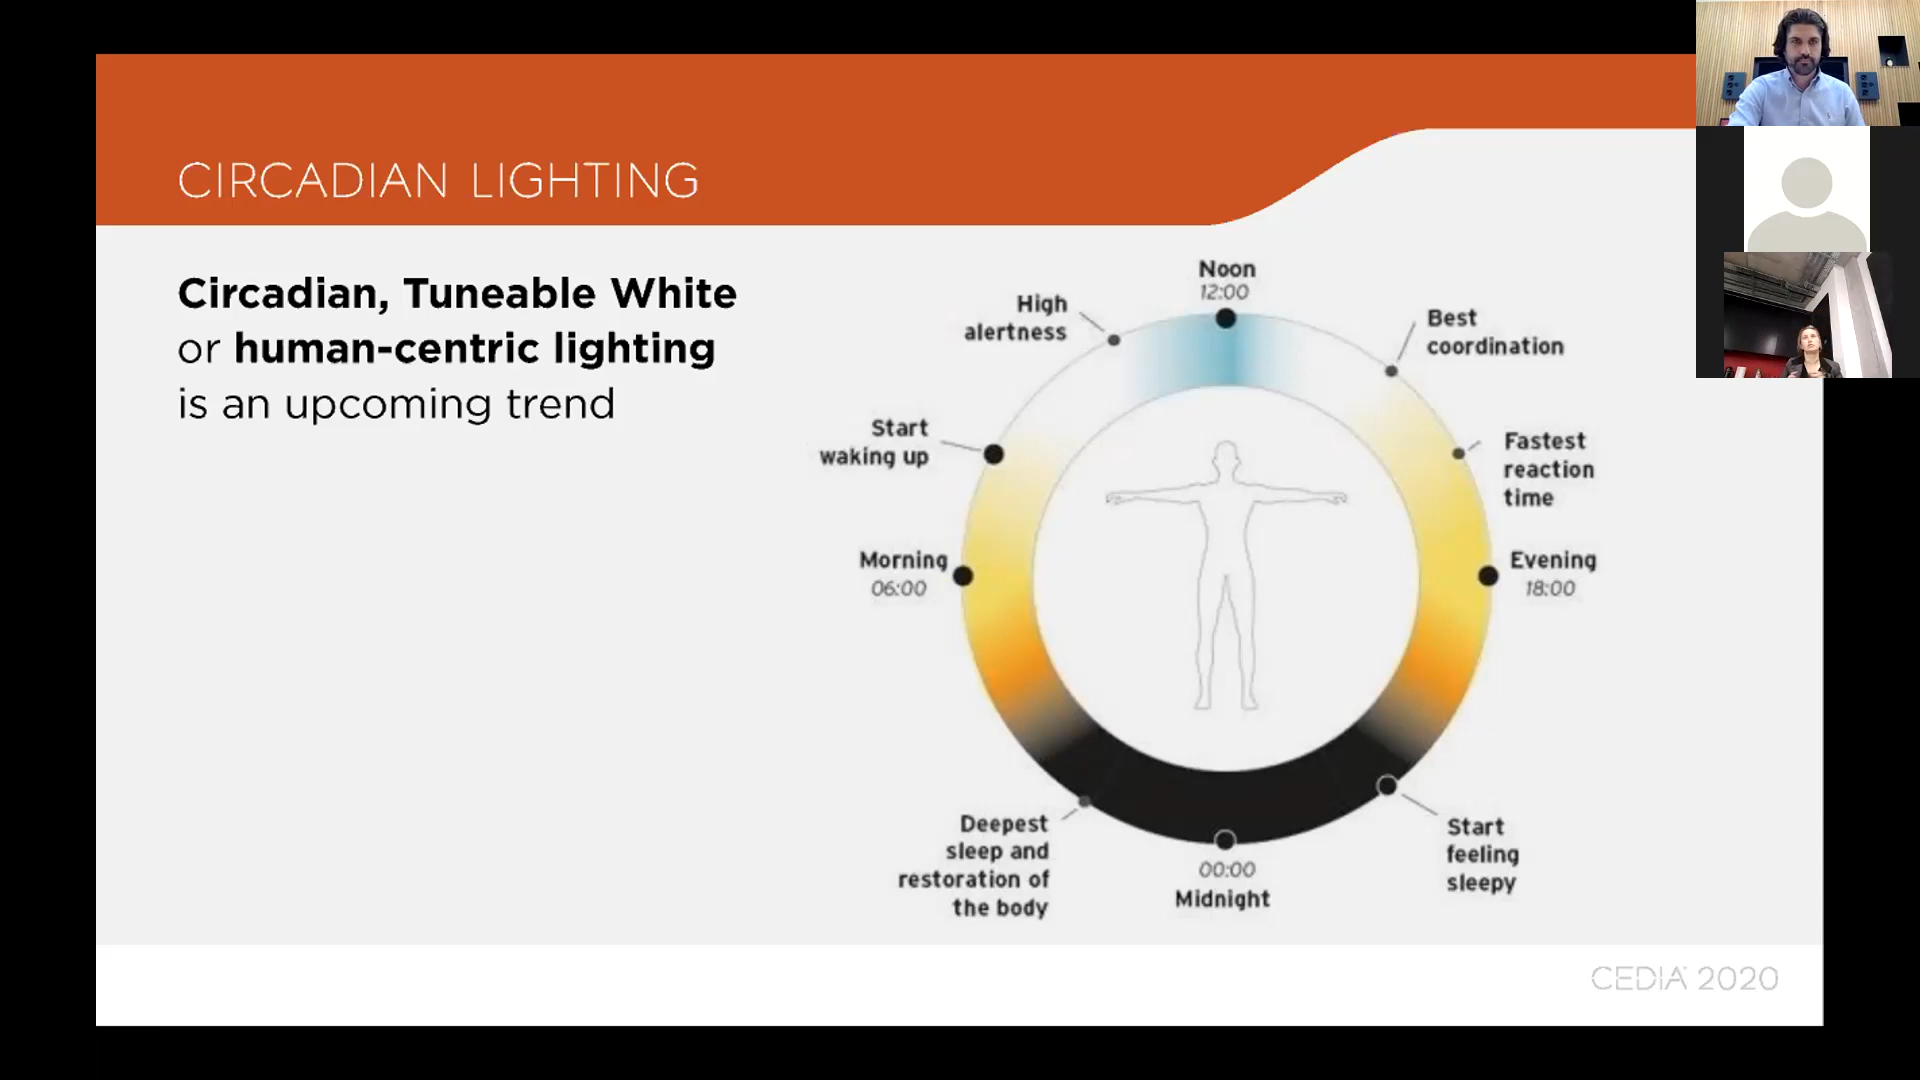 CIRCADIAN LIGHTING
Circadian, Tuneable White
or human-centric lighting
is an upcoming trend
Noon
12:00
High
alertness
Best
coordination
Start
waking up
Fastest
reaction
time
Morning
06:00
Evening
18:00
Deepest
sleep and
restoration of
the body
00:00
Midnight
Start
feeling
sleepy
CEDIA 2020